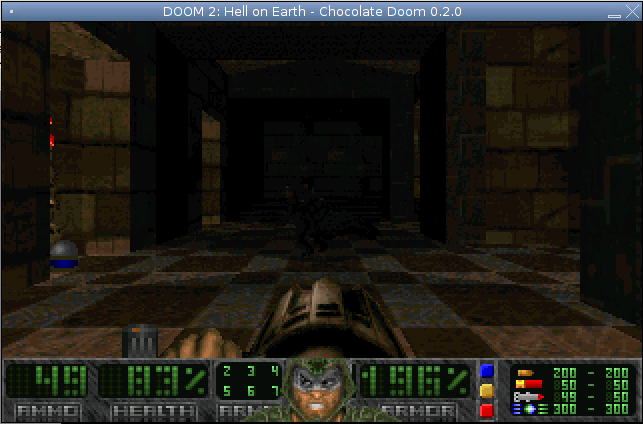 DOOM 2: Hell on Earth - Chocolate Doom 0.2.0
49 83% 2 3 4 196% 200 - 200
50 - 50
5 6 7 49 - 50
AMMO HEALTH ARM ARMOR 300 - 300